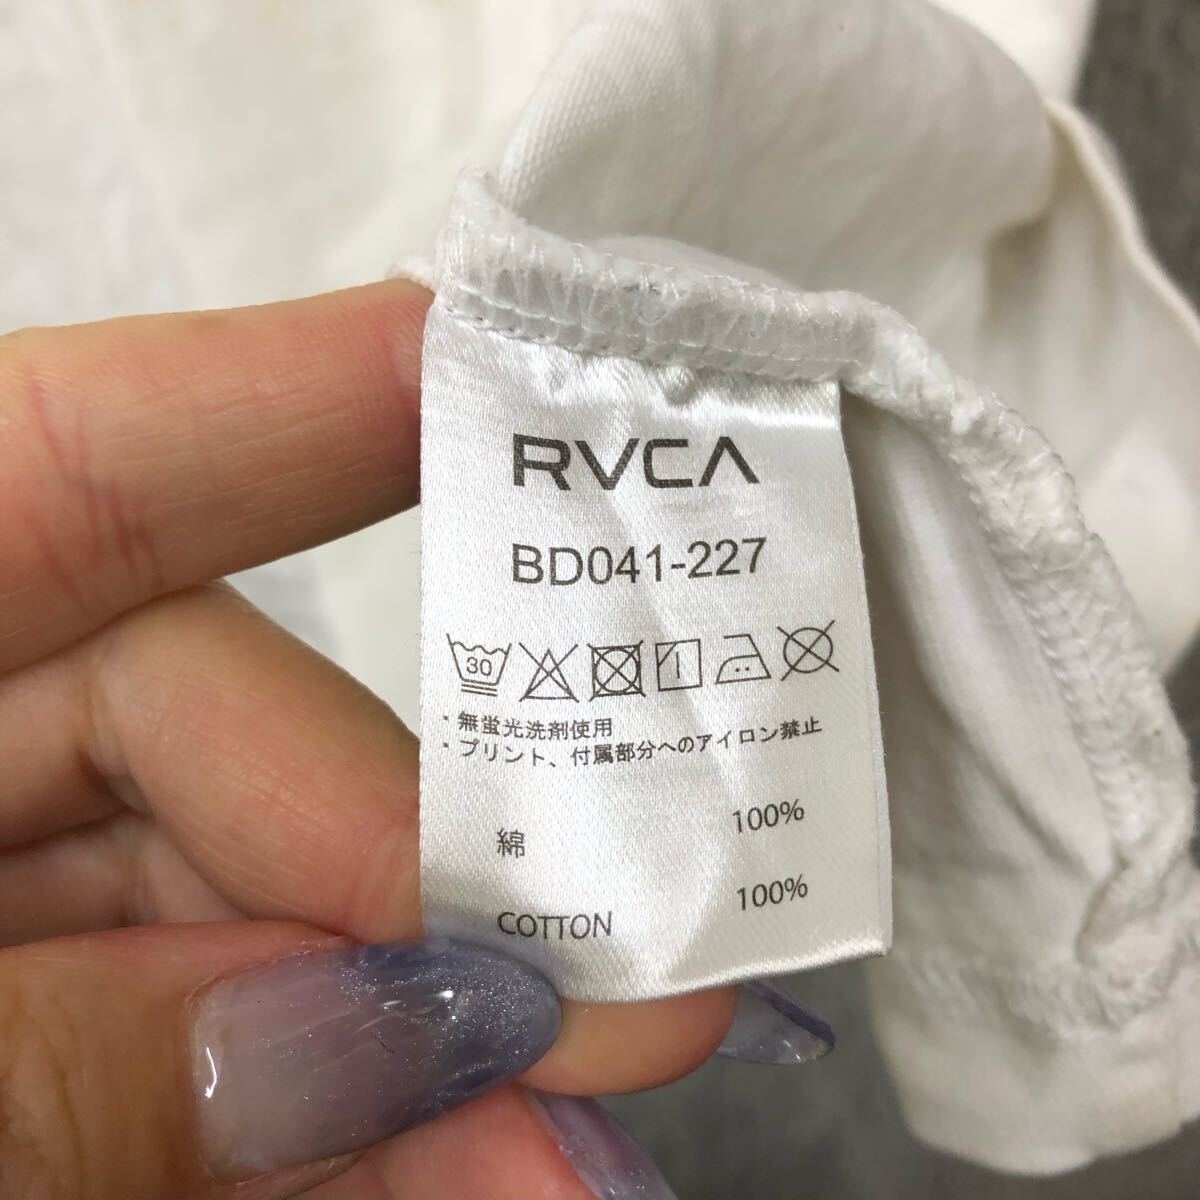 RVCA
BD041-227
30
・無蛍光洗剤使用
・プリント、付属部分へのアイロン禁止
綿 100%
COTTON 100%